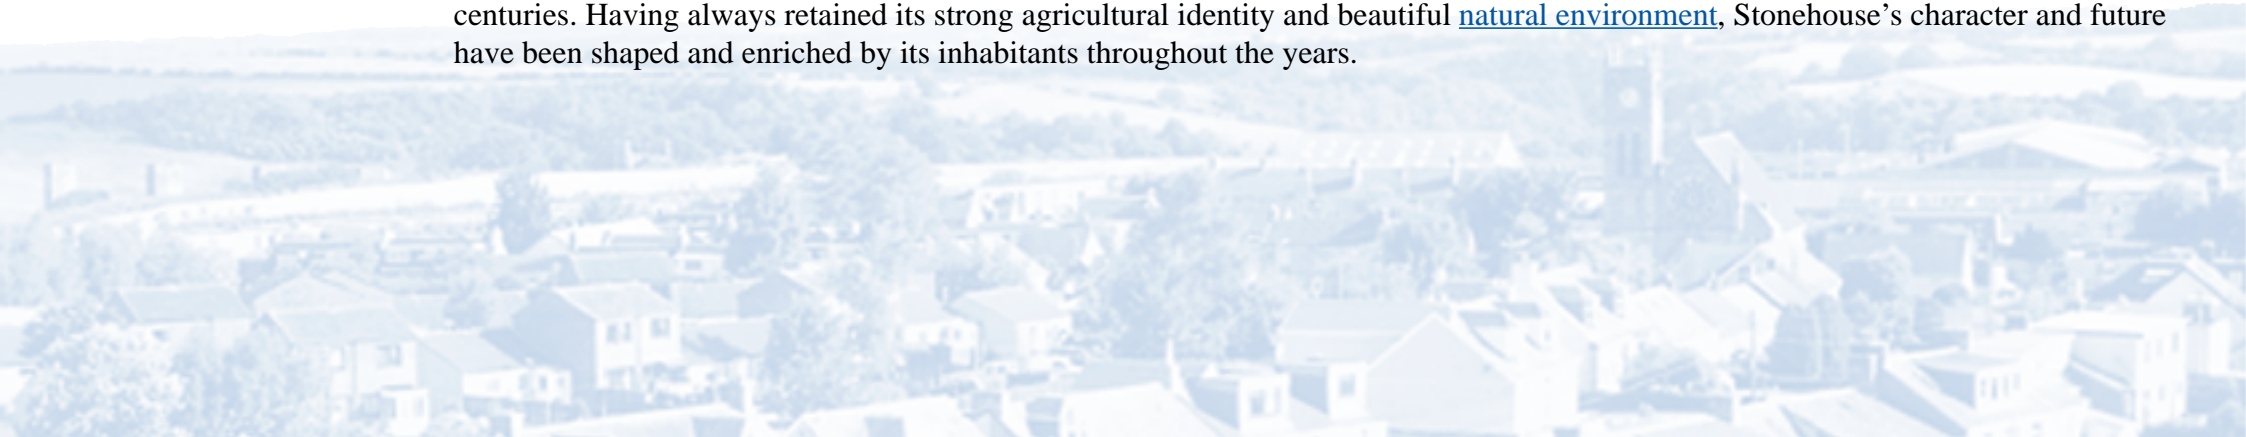 centuries. Having always retained its strong agricultural identity and beautiful natural environment, Stonehouse’s character and future
have been shaped and enriched by its inhabitants throughout the years.